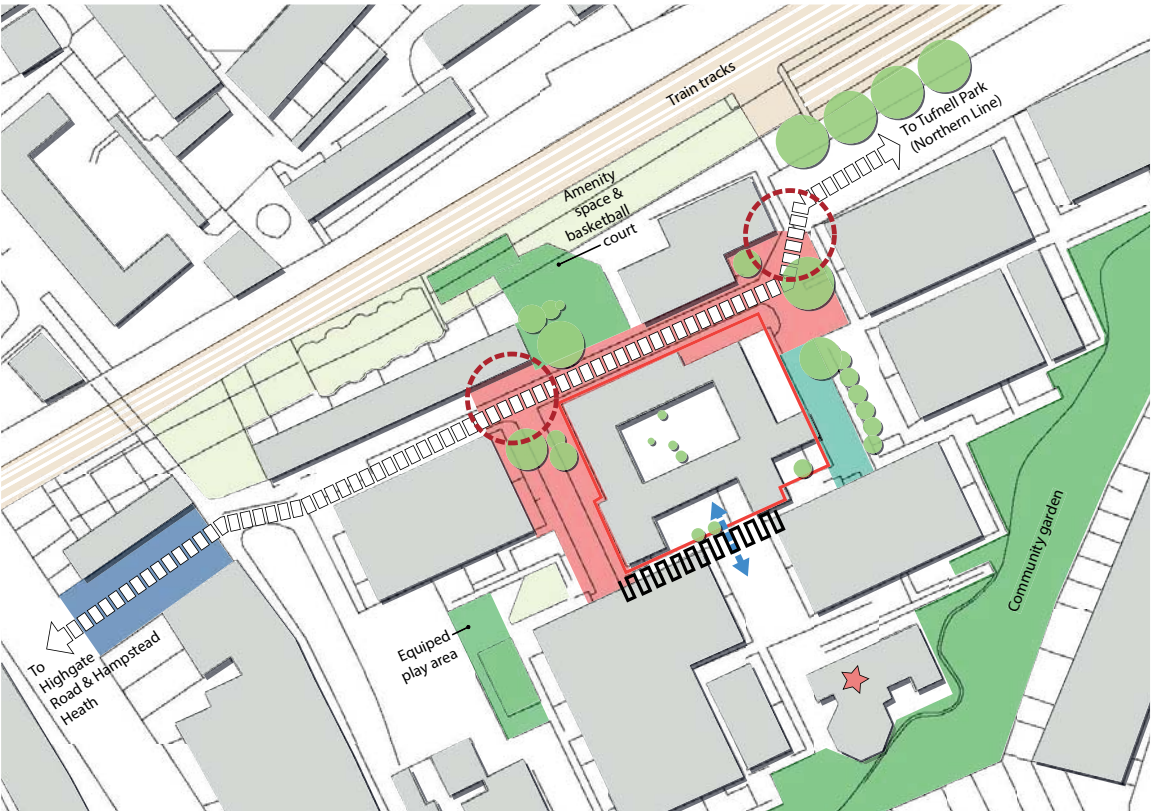 Train tracks
To Tufnell Park
(Northern Line)
Amenity
space &
basketball
court
Community garden
Equiped
play area
To
Highgate
Road & Hampstead
Heath